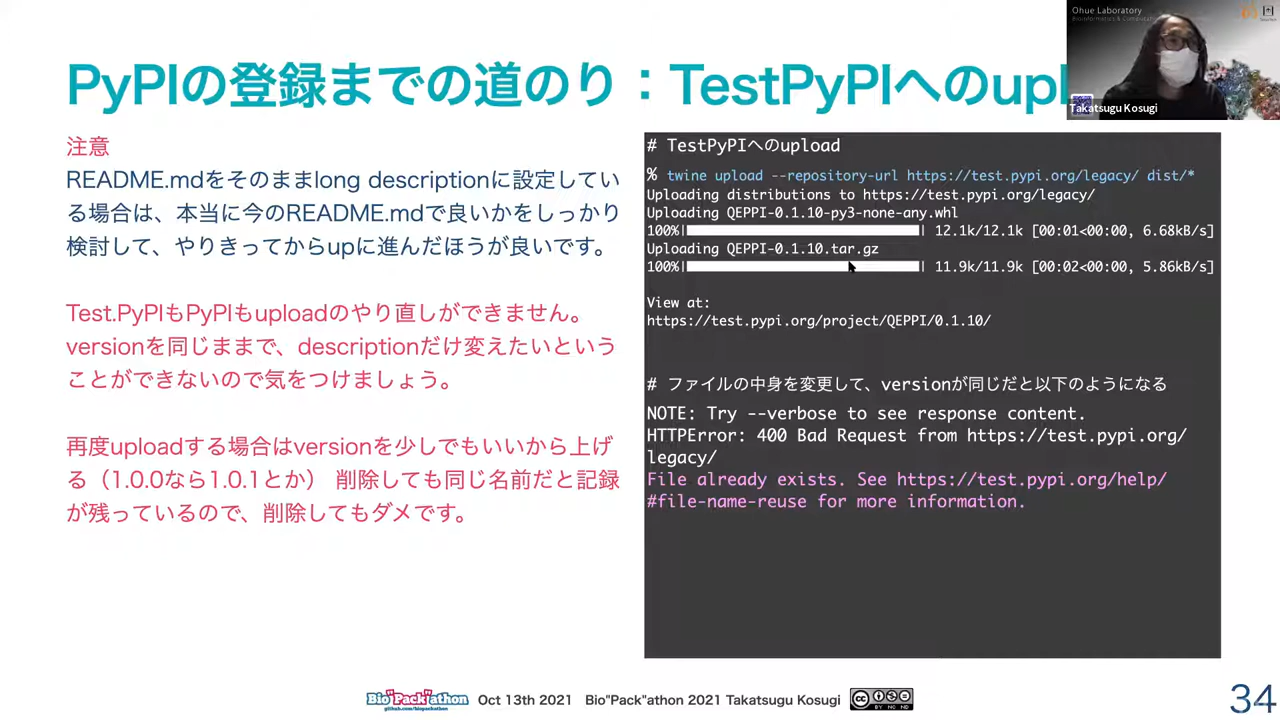 Ohue Laboratory
PyPIの登録までの道のり：TestPyPIへのupl
Takatsugu Kosugi
注意
README.mdをそのままlong descriptionに設定してい
る場合は、本当に今のREADME.mdで良いかをしっかり
検討して、やりきってからupに進んだほうが良いです。
Test.PyPIもPyPIもuploadのやり直しができません。
versionを同じままで、descriptionだけ変えたいという
ことができないので気をつけましょう。
再度uploadする場合はversionを少しでもいいから上げ
る（1.0.0なら1.0.1とか） 削除しても同じ名前だと記録
が残っているので、削除してもダメです。
# TestPyPIへのupload
% twine upload --repository-url https://test.pypi.org/legacy/ dist/*
Uploading distributions to https://test.pypi.org/legacy/
Uploading QEPPI-0.1.10-py3-none-any.whl
100%| | 12.1k/12.1k [00:01<00:00, 6.68kB/s]
Uploading QEPPI-0.1.10.tar.gz
100%| | 11.9k/11.9k [00:02<00:00, 5.86kB/s]
View at:
https://test.pypi.org/project/QEPPI/0.1.10/
# ファイルの中身を変更して、versionが同じだと以下のようになる
NOTE: Try --verbose to see response content.
HTTPError: 400 Bad Request from https://test.pypi.org/
legacy/
File already exists. See https://test.pypi.org/help/
#file-name-reuse for more information.
Bio"Pack"athon
github.com/biopackathon
Oct 13th 2021 Bio"Pack"athon 2021 Takatsugu Kosugi
CC
BY NC ND
34